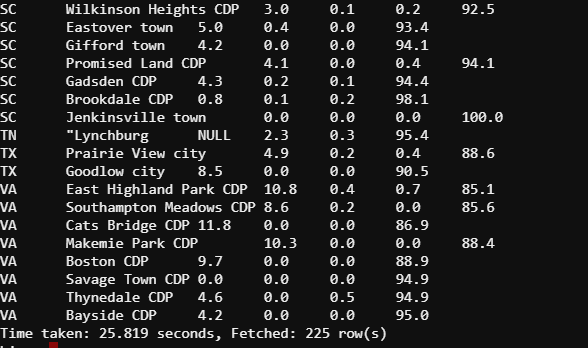 SC Wilkinson Heights CDP 3.0 0.1 0.2 92.5
SC Eastover town 5.0 0.4 0.0 93.4
SC Gifford town 4.2 0.0 0.0 94.1
SC Promised Land CDP 4.1 0.0 0.4 94.1
SC Gadsden CDP 4.3 0.2 0.1 94.4
SC Brookdale CDP 0.8 0.1 0.2 98.1
SC Jenkinsville town 0.0 0.0 0.0 100.0
TN "Lynchburg NULL 2.3 0.3 95.4
TX Prairie View city 4.9 0.2 0.4 88.6
TX Goodlow city 8.5 0.0 0.0 90.5
VA East Highland Park CDP 10.8 0.4 0.7 85.1
VA Southampton Meadows CDP 8.6 0.2 0.0 85.6
VA Cats Bridge CDP 11.8 0.0 0.0 86.9
VA Makemie Park CDP 10.3 0.0 0.0 88.4
VA Boston CDP 9.7 0.0 0.0 88.9
VA Savage Town CDP 0.0 0.0 0.0 94.9
VA Thynedale CDP 4.6 0.0 0.5 94.9
VA Bayside CDP 4.2 0.0 0.0 95.0
Time taken: 25.819 seconds, Fetched: 225 row(s)